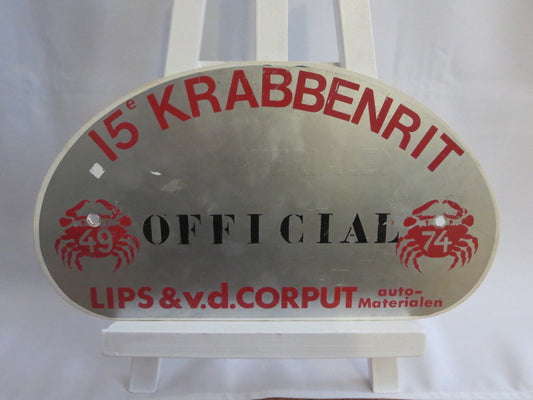 15e KRABBENRIT
49 OFFICIAL 74
LIPS & v.d. CORPUT auto-
Materialen